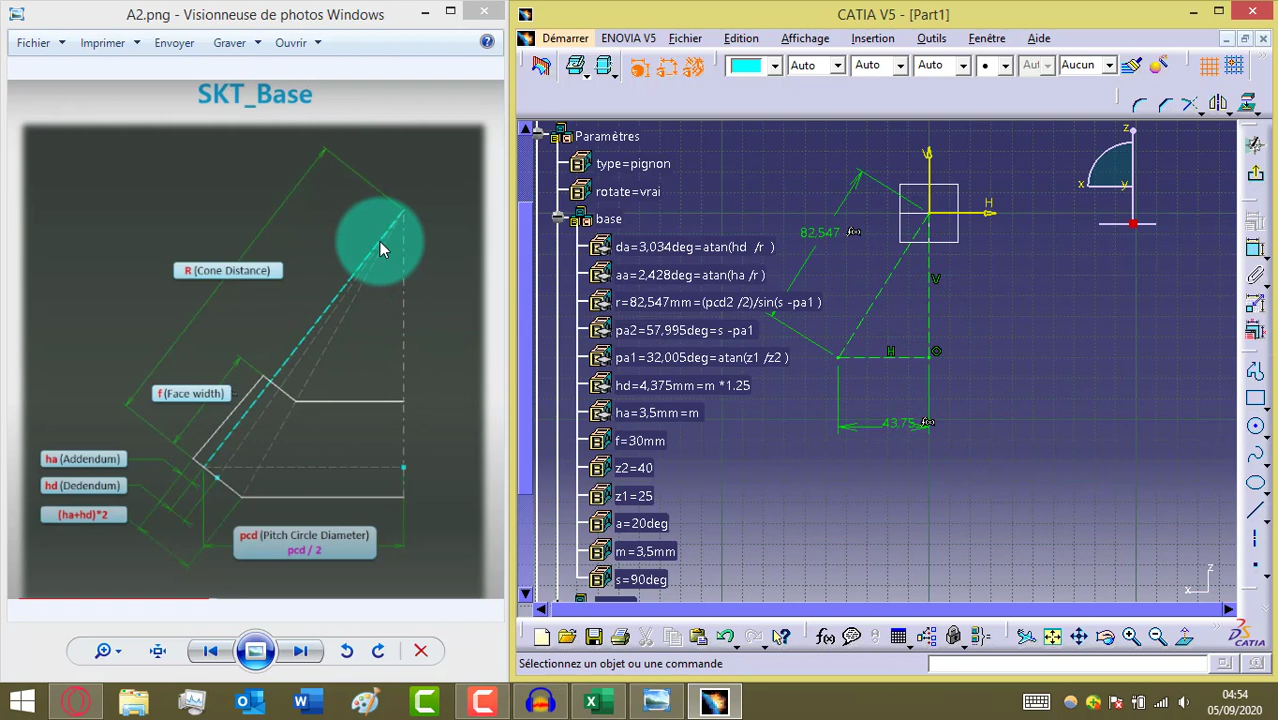 A2.png - Visionneuse de photos Windows
Fichier Imprimer Envoyer Graver Ouvrir
SKT_Base
R (Cone Distance)
f (Face width)
ha (Addendum)
hd (Dedendum)
(ha+hd)*2
pcd (Pitch Circle Diameter)
pcd / 2
CATIA V5 - [Part1]
Démarrer ENOVIA V5 Fichier Edition Affichage Insertion Outils Fenêtre Aide
Auto Auto Auto Aut Aucun
Paramètres
type=pignon
rotate=vrai
base
da=3,034deg=atan(hd /r )
aa=2,428deg=atan(ha /r )
r=82,547mm=(pcd2 /2)/sin(s -pa1 )
pa2=57,995deg=s -pa1
pa1=32,005deg=atan(z1 /z2 )
hd=4,375mm=m *1.25
ha=3,5mm=m
f=30mm
z2=40
z1=25
a=20deg
m=3,5mm
s=90deg
V
H
82,547
f(x)
V
H
43,75
f(x)
z
x
y
z
x
f(x)
CATIA
Sélectionnez un objet ou une commande
04:54
05/09/2020